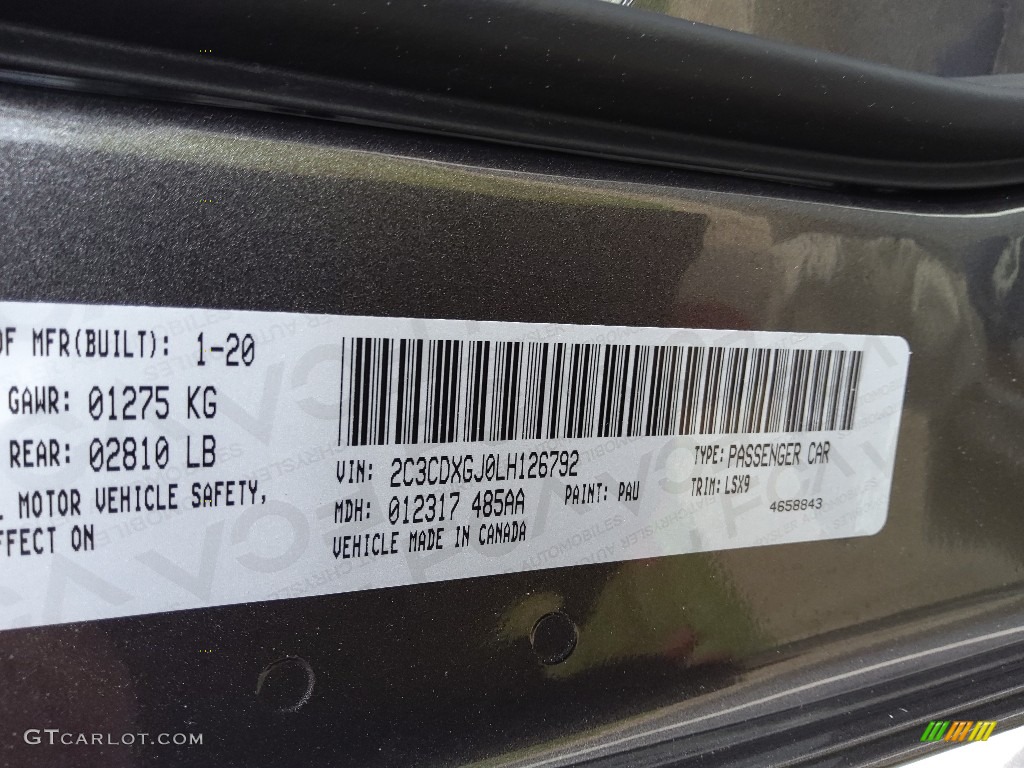 OF MFR(BUILT): 1-20
GAWR: 01275 KG
REAR: 02810 LB
MOTOR VEHICLE SAFETY,
EFFECT ON
VIN: 2C3CDXGJ0LH126792
TYPE: PASSENGER CAR
MDH: 012317 485AA
PAINT: PAU
TRIM: LSX9
VEHICLE MADE IN CANADA
4658843
GTCARLOT.COM